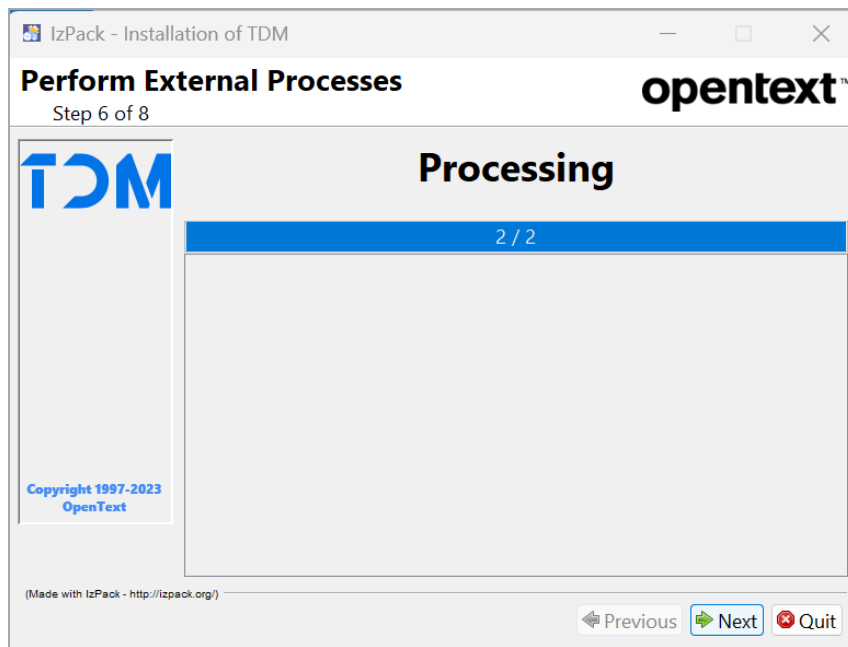 IzPack - Installation of TDM
Perform External Processes
Step 6 of 8
opentext™
TDM
Processing
2 / 2
Copyright 1997-2023
OpenText
(Made with IzPack - http://izpack.org/)
Previous Next Quit